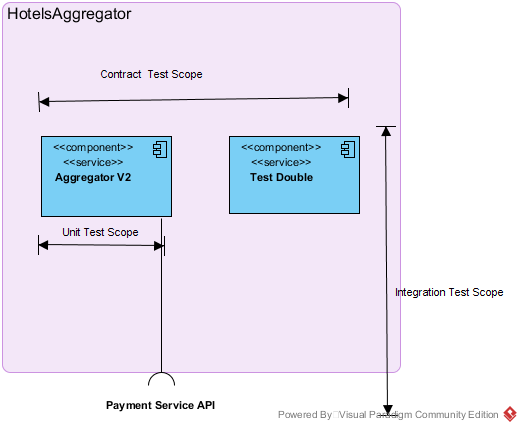 HotelsAggregator
Contract  Test Scope
<<component>>
<<service>>
Aggregator V2
<<component>>
<<service>>
Test Double
Unit Test Scope
Integration Test Scope
Payment Service API
Powered By Visual Paradigm Community Edition